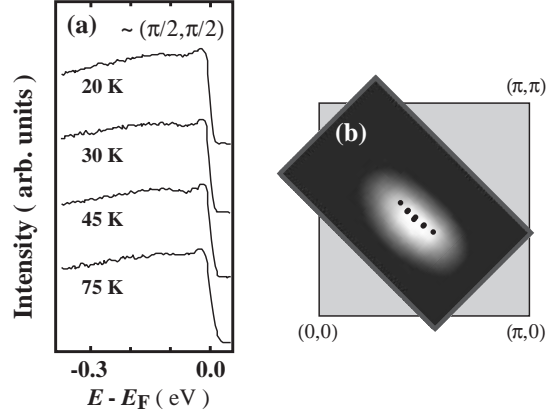 (a) ~ (π/2,π/2)
20 K
30 K
45 K
75 K
Intensity ( arb. units )
-0.3 0.0
E - EF ( eV )
(π,π)
(b)
(0,0) (π,0)